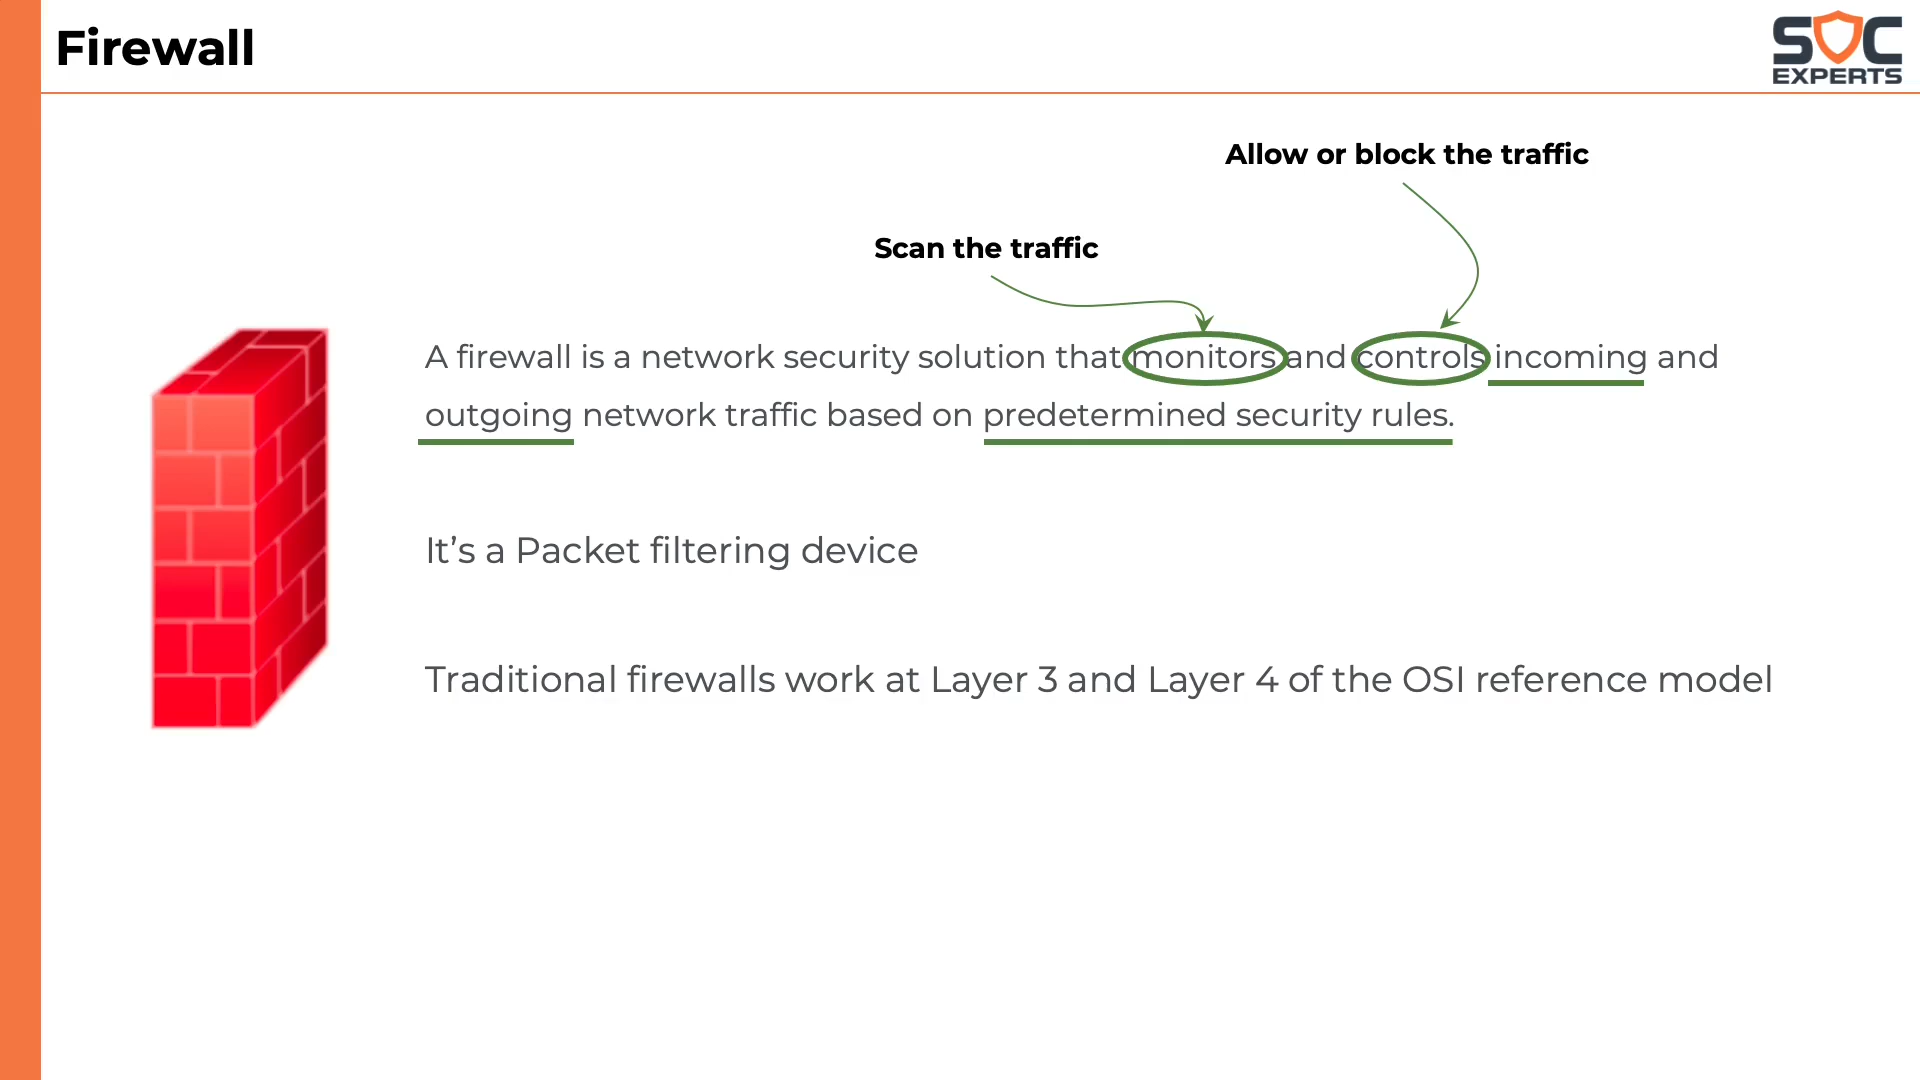 Firewall
SOC
EXPERTS
Allow or block the traffic
Scan the traffic
A firewall is a network security solution that monitors and controls incoming and
outgoing network traffic based on predetermined security rules.
It’s a Packet filtering device
Traditional firewalls work at Layer 3 and Layer 4 of the OSI reference model